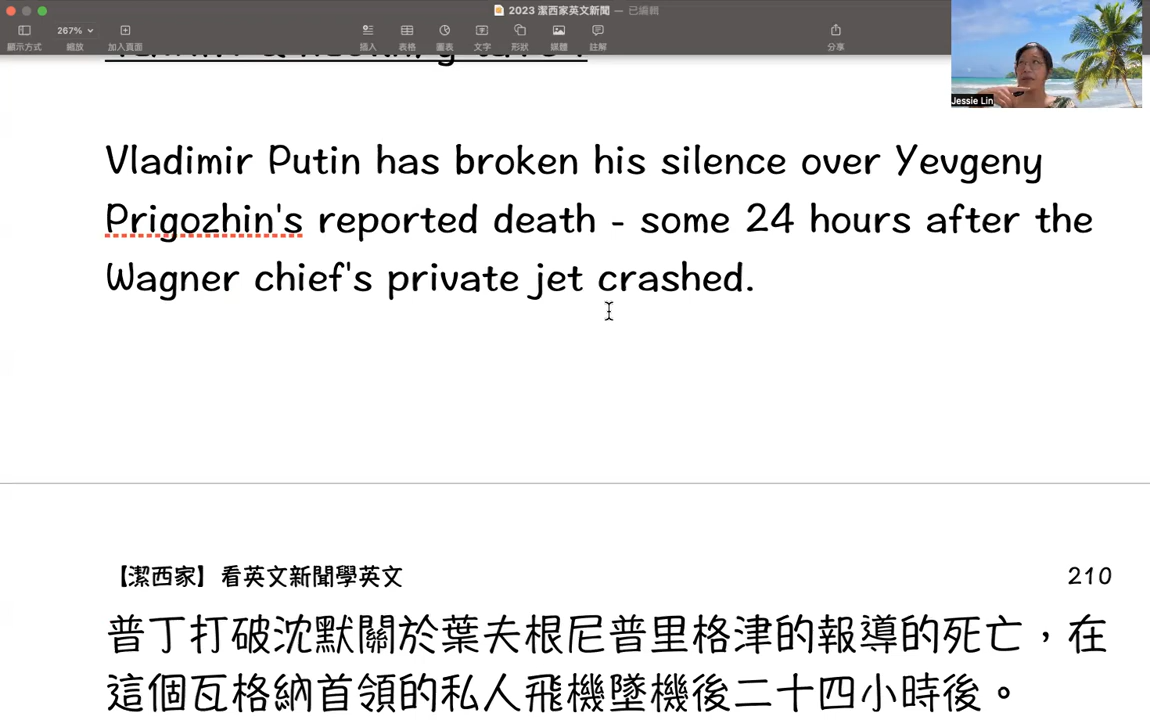 2023 潔西家英文新聞 — 已編輯
267%
顯示方式 縮放 加入頁面 插入 表格 圖表 文字 形狀 媒體 註解 分享
Jessie Lin
Vladimir Putin has broken his silence over Yevgeny
Prigozhin's reported death - some 24 hours after the
Wagner chief's private jet crashed.
【潔西家】看英文新聞學英文 210
普丁打破沈默關於葉夫根尼普里格津的報導的死亡，在
這個瓦格納首領的私人飛機墜機後二十四小時後。